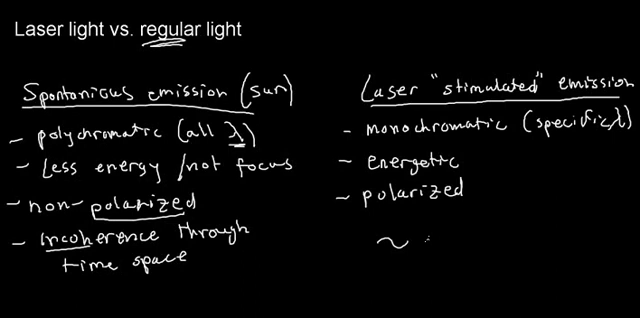 Laser light vs. regular light
Spontonious emission (sun)
- polychromatic (all λ)
- Less energy /not focus
- non-polarized
- incoherence through
time space
Laser "stimulated" emission
- monochromatic (specific λ)
- energetic
- polarized